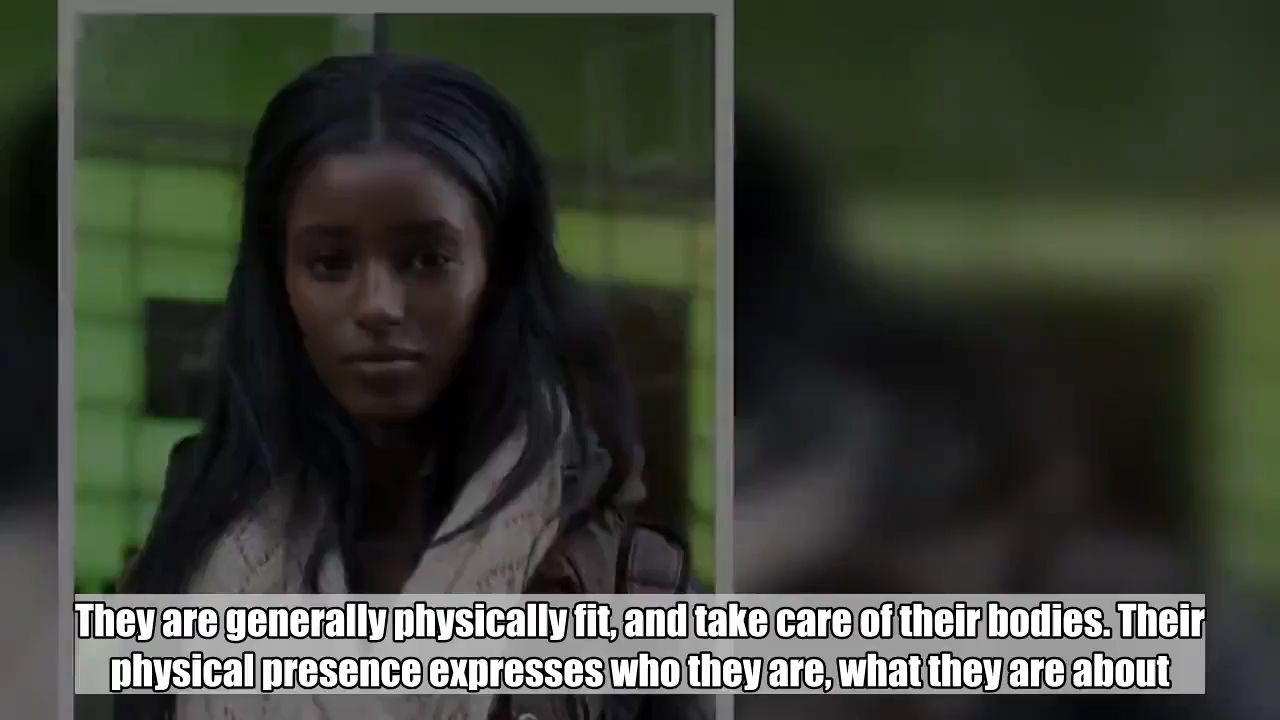 They are generally physically fit, and take care of their bodies. Their
physical presence expresses who they are, what they are about